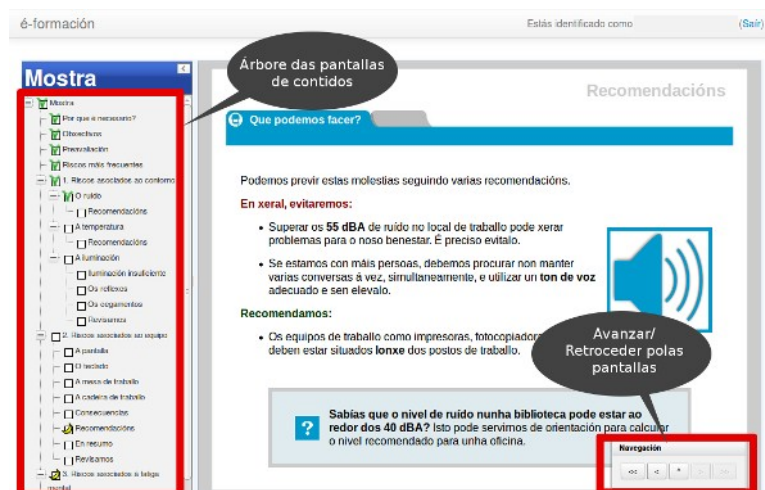 é-formación
Estás identificado como
(Saír)
Árbore das pantallas
de contidos
Mostra
Mostra
Por que é necesario?
Obxectivos
Preavaliación
Riscos máis frecuentes
1. Riscos asociados ao contorno
O ruído
Recomendacións
A temperatura
Recomendacións
A iluminación
Iluminación insuficiente
Os reflexos
Os cegamentos
Revisamos
2. Riscos asociados ao equipo
A pantalla
O teclado
A mesa de traballo
A cadeira de traballo
Consecuencias
Recomendacións
En resumo
Revisamos
3. Riscos asociados á fatiga
mental
Recomendacións
Que podemos facer?
Podemos previr estas molestias seguindo varias recomendacións.
En xeral, evitaremos:
• Superar os 55 dBA de ruído no local de traballo pode xerar
problemas para o noso benestar. É preciso evitalo.
• Se estamos con máis persoas, debemos procurar non manter
varias conversas á vez, simultaneamente, e utilizar un ton de voz
adecuado e sen elevalo.
Recomendamos:
• Os equipos de traballo como impresoras, fotocopiadora
deben estar situados lonxe dos postos de traballo.
Avanzar/
Retroceder polas
pantallas
? Sabías que o nivel de ruído nunha biblioteca pode estar ao
redor dos 40 dBA? Isto pode servirnos de orientación para calcular
o nivel recomendado para unha oficina.
Navegación
<< < * > >>